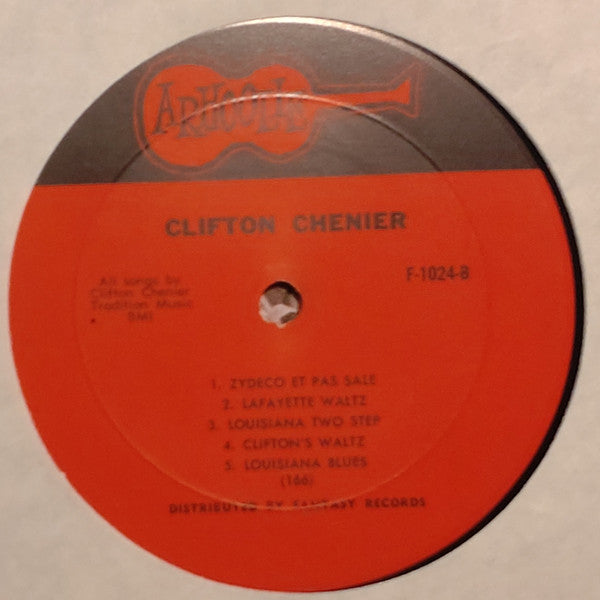 ARHOOLIE
CLIFTON CHENIER
All songs by
Clifton Chenier
Tradition Music
BMI
F-1024-B
1. ZYDECO ET PAS SALE
2. LAFAYETTE WALTZ
3. LOUISIANA TWO STEP
4. CLIFTON'S WALTZ
5. LOUISIANA BLUES
(166)
DISTRIBUTED BY FANTASY RECORDS